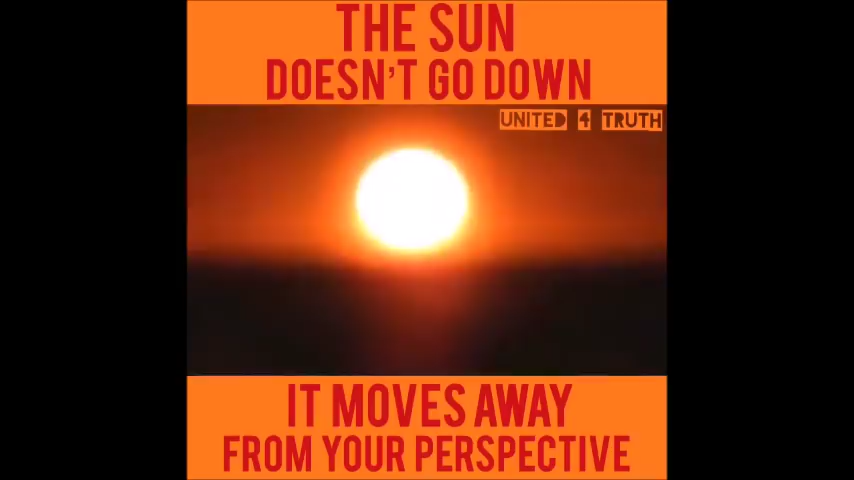 THE SUN
DOESN'T GO DOWN
UNITED 4 TRUTH
IT MOVES AWAY
FROM YOUR PERSPECTIVE